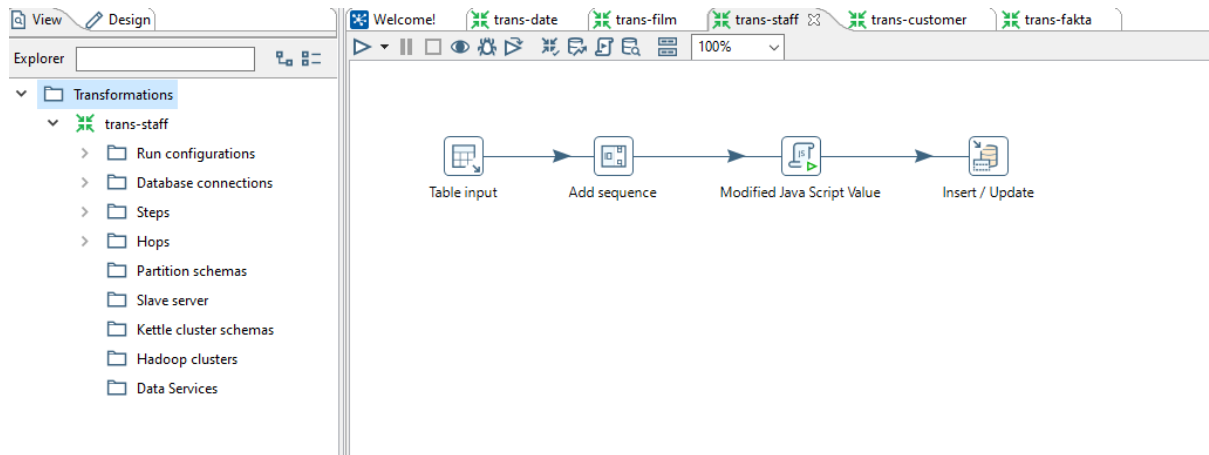 View Design
Welcome! trans-date trans-film trans-staff trans-customer trans-fakta
Explorer
100%
Transformations
trans-staff
Run configurations
Database connections
Steps
Hops
Partition schemas
Slave server
Kettle cluster schemas
Hadoop clusters
Data Services
Table input Add sequence Modified Java Script Value Insert / Update